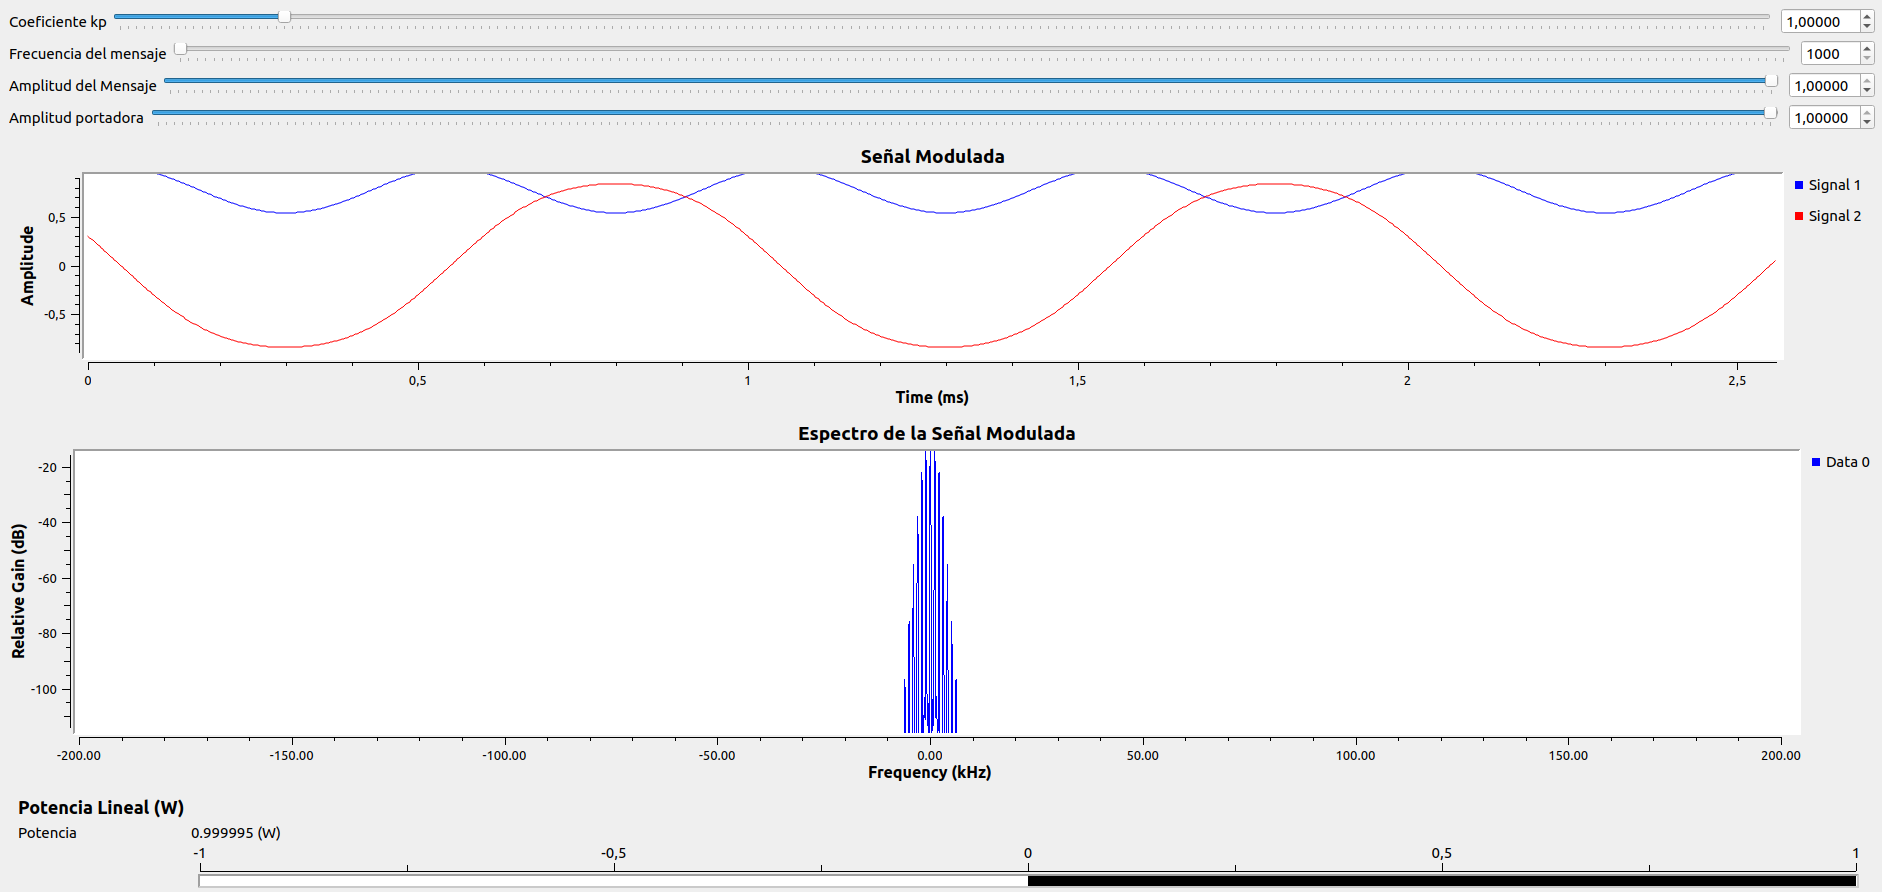 Coeficiente kp 1,00000
Frecuencia del mensaje 1000
Amplitud del Mensaje 1,00000
Amplitud portadora 1,00000
Señal Modulada
Signal 1
Signal 2
Amplitude
0,5
0
-0,5
0 0,5 1 1,5 2 2,5
Time (ms)
Espectro de la Señal Modulada
Data 0
Relative Gain (dB)
-20
-40
-60
-80
-100
-200.00 -150.00 -100.00 -50.00 0.00 50.00 100.00 150.00 200.00
Frequency (kHz)
Potencia Lineal (W)
Potencia 0.999995 (W)
-1 -0,5 0 0,5 1